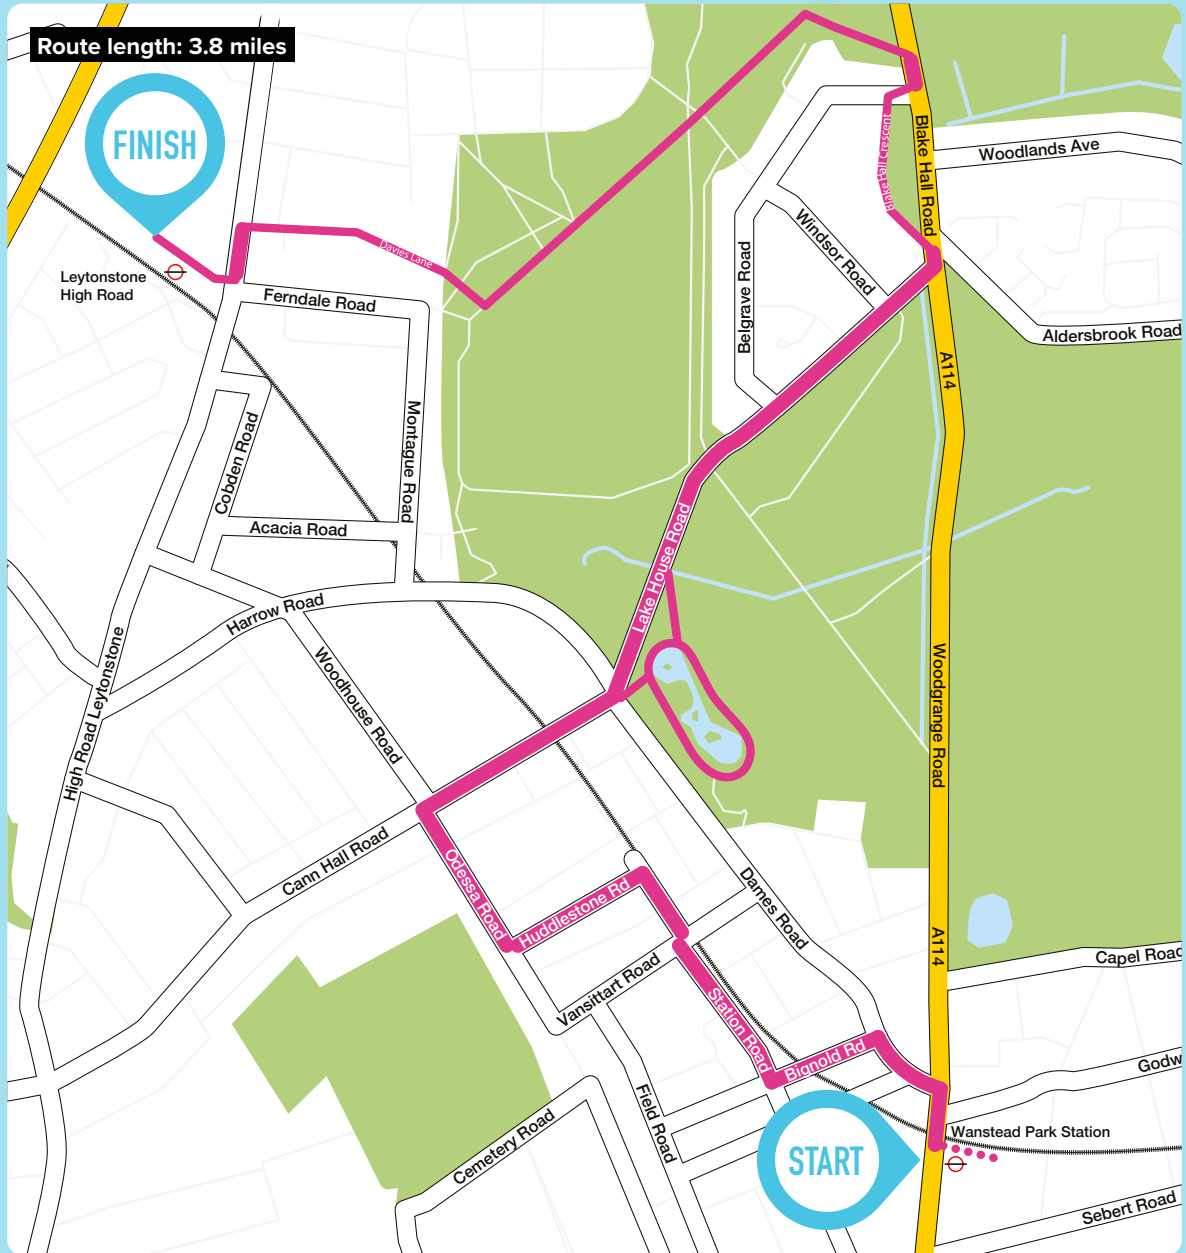 Route length: 3.8 miles
FINISH
Leytonstone
High Road
Ferndale Road
Davies Lane
Blake Hall Crescent
Blake Hall Road
Woodlands Ave
Windsor Road
Belgrave Road
Aldersbrook Road
A114
Cobden Road
Montague Road
Acacia Road
Lake House Road
Harrow Road
High Road Leytonstone
Woodhouse Road
Woodgrange Road
Cann Hall Road
Odessa Road
Huddlestone Rd
Dames Road
A114
Capel Road
Vansittart Road
Station Road
Bignold Rd
Godw
Field Road
Cemetery Road
START
Wanstead Park Station
Sebert Road